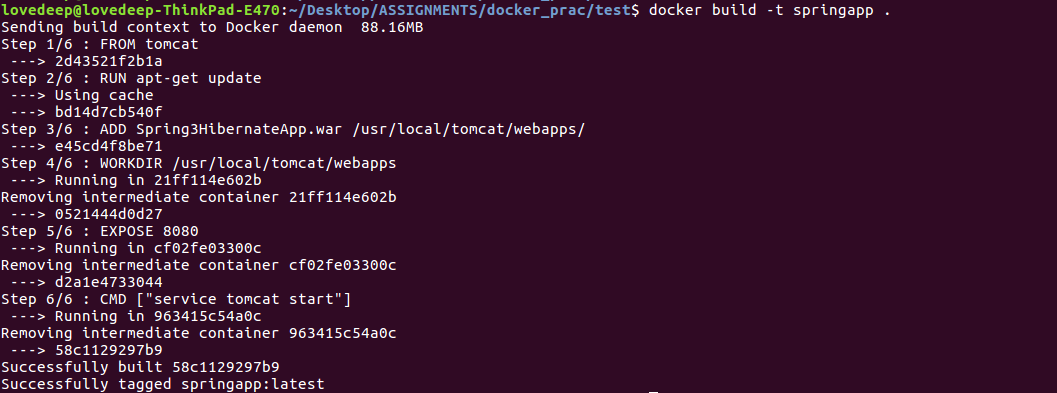 lovedeep@lovedeep-ThinkPad-E470:~/Desktop/ASSIGNMENTS/docker_prac/test$ docker build -t springapp .
Sending build context to Docker daemon  88.16MB
Step 1/6 : FROM tomcat
 ---> 2d43521f2b1a
Step 2/6 : RUN apt-get update
 ---> Using cache
 ---> bd14d7cb540f
Step 3/6 : ADD Spring3HibernateApp.war /usr/local/tomcat/webapps/
 ---> e45cd4f8be71
Step 4/6 : WORKDIR /usr/local/tomcat/webapps
 ---> Running in 21ff114e602b
Removing intermediate container 21ff114e602b
 ---> 0521444d0d27
Step 5/6 : EXPOSE 8080
 ---> Running in cf02fe03300c
Removing intermediate container cf02fe03300c
 ---> d2a1e4733044
Step 6/6 : CMD ["service tomcat start"]
 ---> Running in 963415c54a0c
Removing intermediate container 963415c54a0c
 ---> 58c1129297b9
Successfully built 58c1129297b9
Successfully tagged springapp:latest